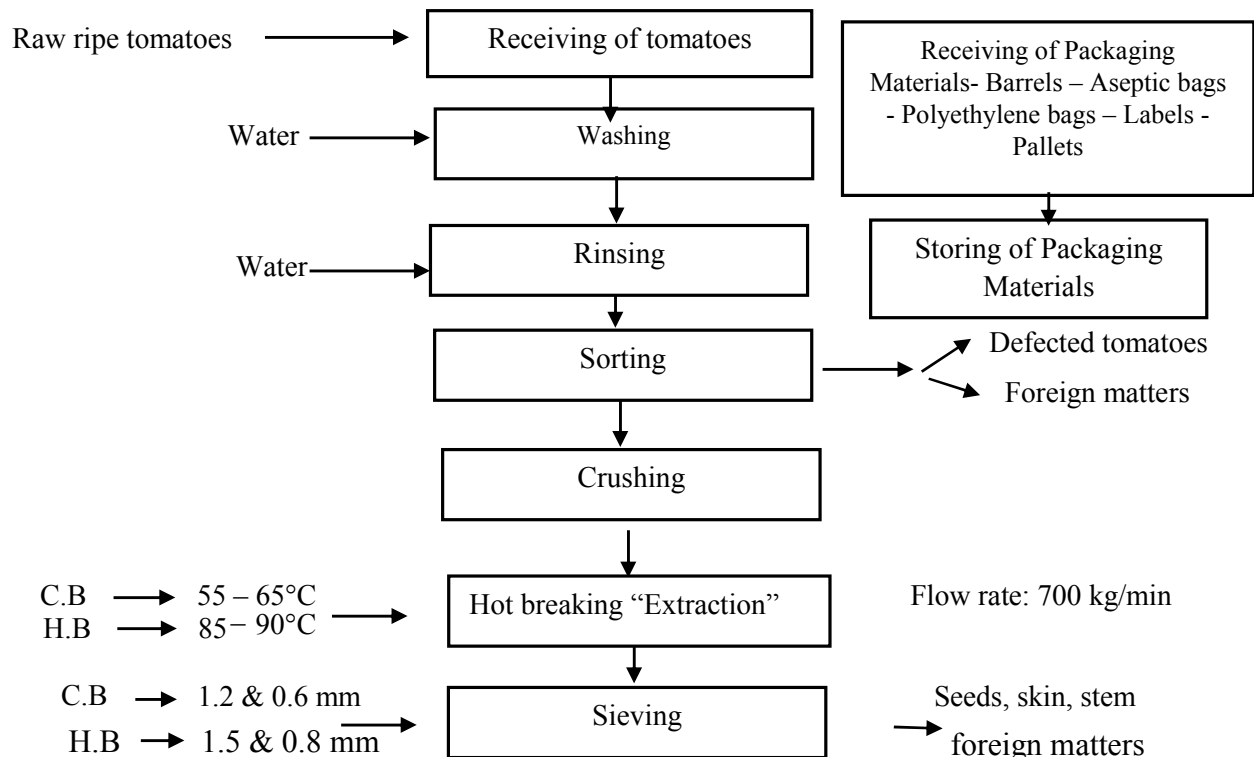 Raw ripe tomatoes
Receiving of tomatoes
Receiving of Packaging
Materials- Barrels – Aseptic bags
- Polyethylene bags – Labels -
Pallets
Water
Washing
Water
Rinsing
Storing of Packaging
Materials
Sorting
Defected tomatoes
Foreign matters
Crushing
C.B
55 – 65°C
H.B
85 – 90°C
Hot breaking “Extraction”
Flow rate: 700 kg/min
C.B
1.2 & 0.6 mm
H.B
1.5 & 0.8 mm
Sieving
Seeds, skin, stem
foreign matters